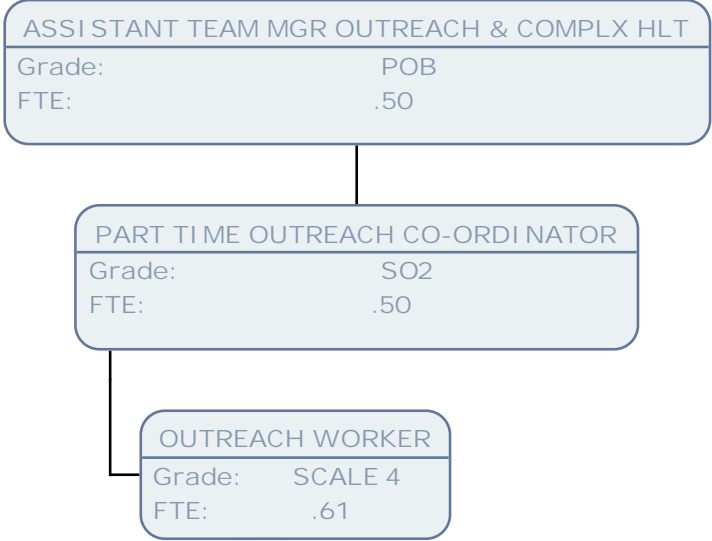 ASSISTANT TEAM MGR OUTREACH & COMPLX HLT
Grade: POB
FTE: .50
PART TIME OUTREACH CO-ORDINATOR
Grade: SO2
FTE: .50
OUTREACH WORKER
Grade: SCALE 4
FTE: .61